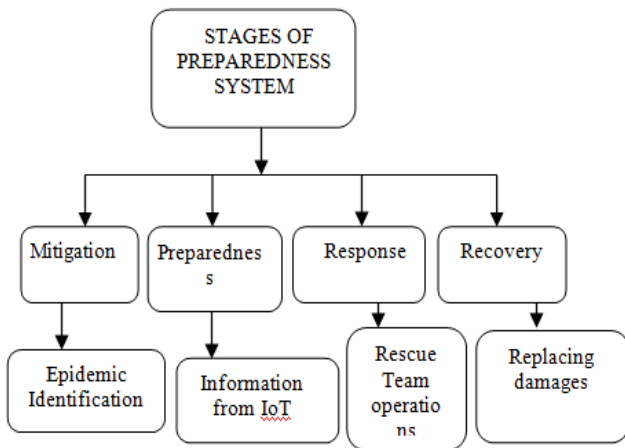 STAGES OF
PREPAREDNESS
SYSTEM
Mitigation
Preparednes
s
Response
Recovery
Epidemic
Identification
Information
from IoT
Rescue
Team
operatio
ns
Replacing
damages